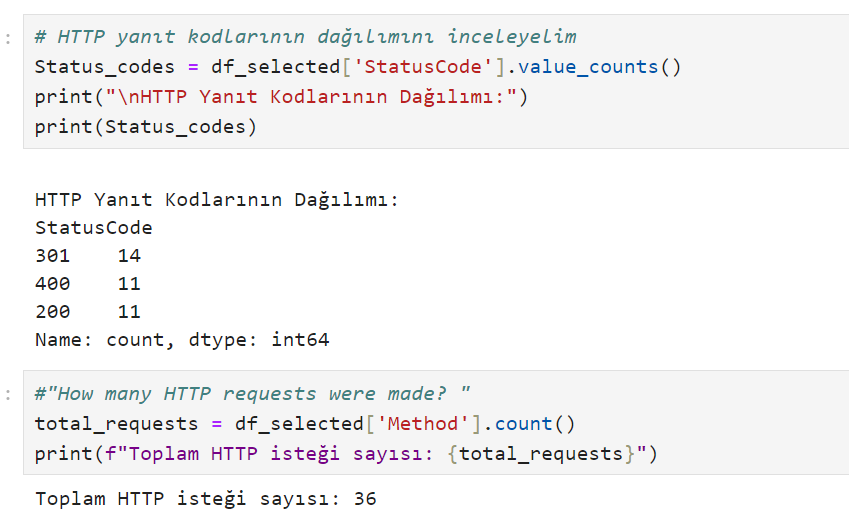 : # HTTP yanıt kodlarının dağılımını inceleyelim
Status_codes = df_selected['StatusCode'].value_counts()
print("\nHTTP Yanıt Kodlarının Dağılımı:")
print(Status_codes)
HTTP Yanıt Kodlarının Dağılımı:
StatusCode
301    14
400    11
200    11
Name: count, dtype: int64
: #"How many HTTP requests were made? "
total_requests = df_selected['Method'].count()
print(f"Toplam HTTP isteği sayısı: {total_requests}")
Toplam HTTP isteği sayısı: 36